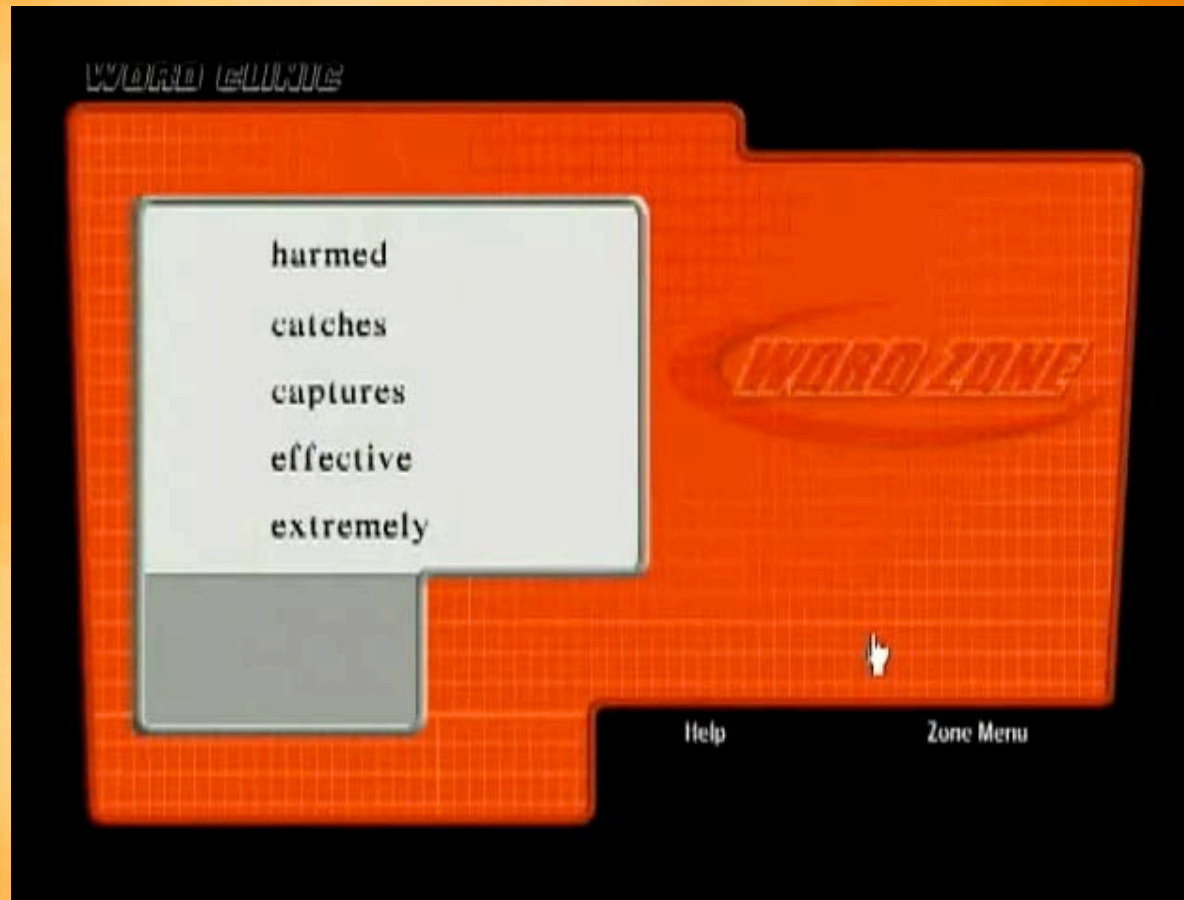 WORD CLINIC
harmed
catches
captures
effective
extremely
WORD ZONE
Help
Zone Menu